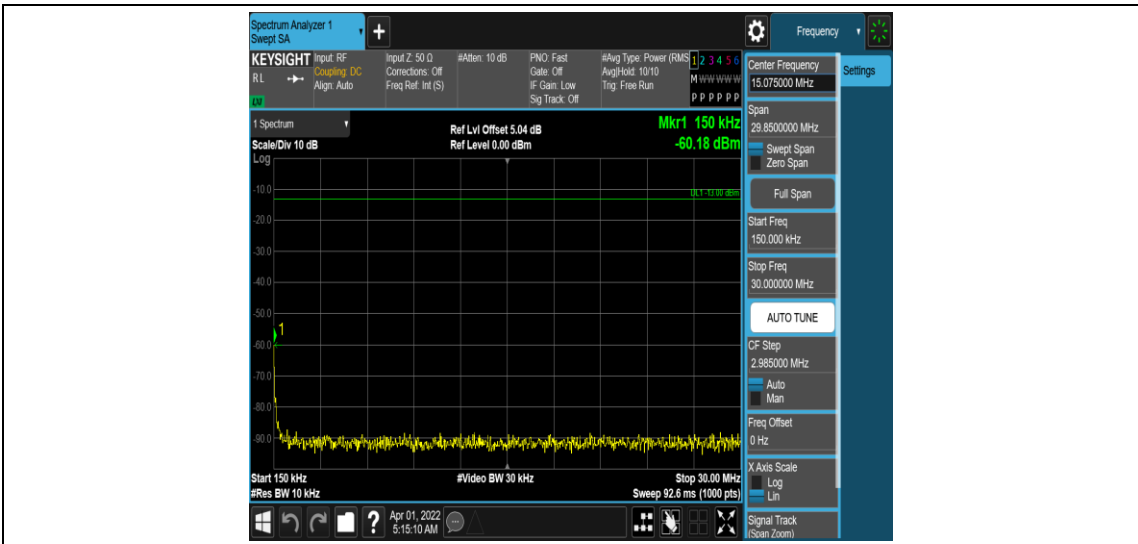 Spectrum Analyzer 1
Swept SA
+
Frequency
KEYSIGHT
RL
Input: RF
Coupling: DC
Align: Auto
Input Z: 50 Ω
Corrections: Off
Freq Ref: Int (S)
#Atten: 10 dB
PNO: Fast
Gate: Off
IF Gain: Low
Sig Track: Off
#Avg Type: Power (RMS
Avg|Hold: 10/10
Trig: Free Run
1 2 3 4 5 6
M W W W W W
P P P P P P
LXI
1 Spectrum
Scale/Div 10 dB
Log
Ref Lvl Offset 5.04 dB
Ref Level 0.00 dBm
Mkr1 150 kHz
-60.18 dBm
DL1 -13.00 dBm
-10.0
-20.0
-30.0
-40.0
-50.0
1
-60.0
-70.0
-80.0
-90.0
Start 150 kHz
#Res BW 10 kHz
#Video BW 30 kHz
Stop 30.00 MHz
Sweep 92.6 ms (1000 pts)
?
Apr 01, 2022
5:15:10 AM
Center Frequency
15.075000 MHz
Settings
Span
29.8500000 MHz
Swept Span
Zero Span
Full Span
Start Freq
150.000 kHz
Stop Freq
30.000000 MHz
AUTO TUNE
CF Step
2.985000 MHz
Auto
Man
Freq Offset
0 Hz
X Axis Scale
Log
Lin
Signal Track
(Span Zoom)